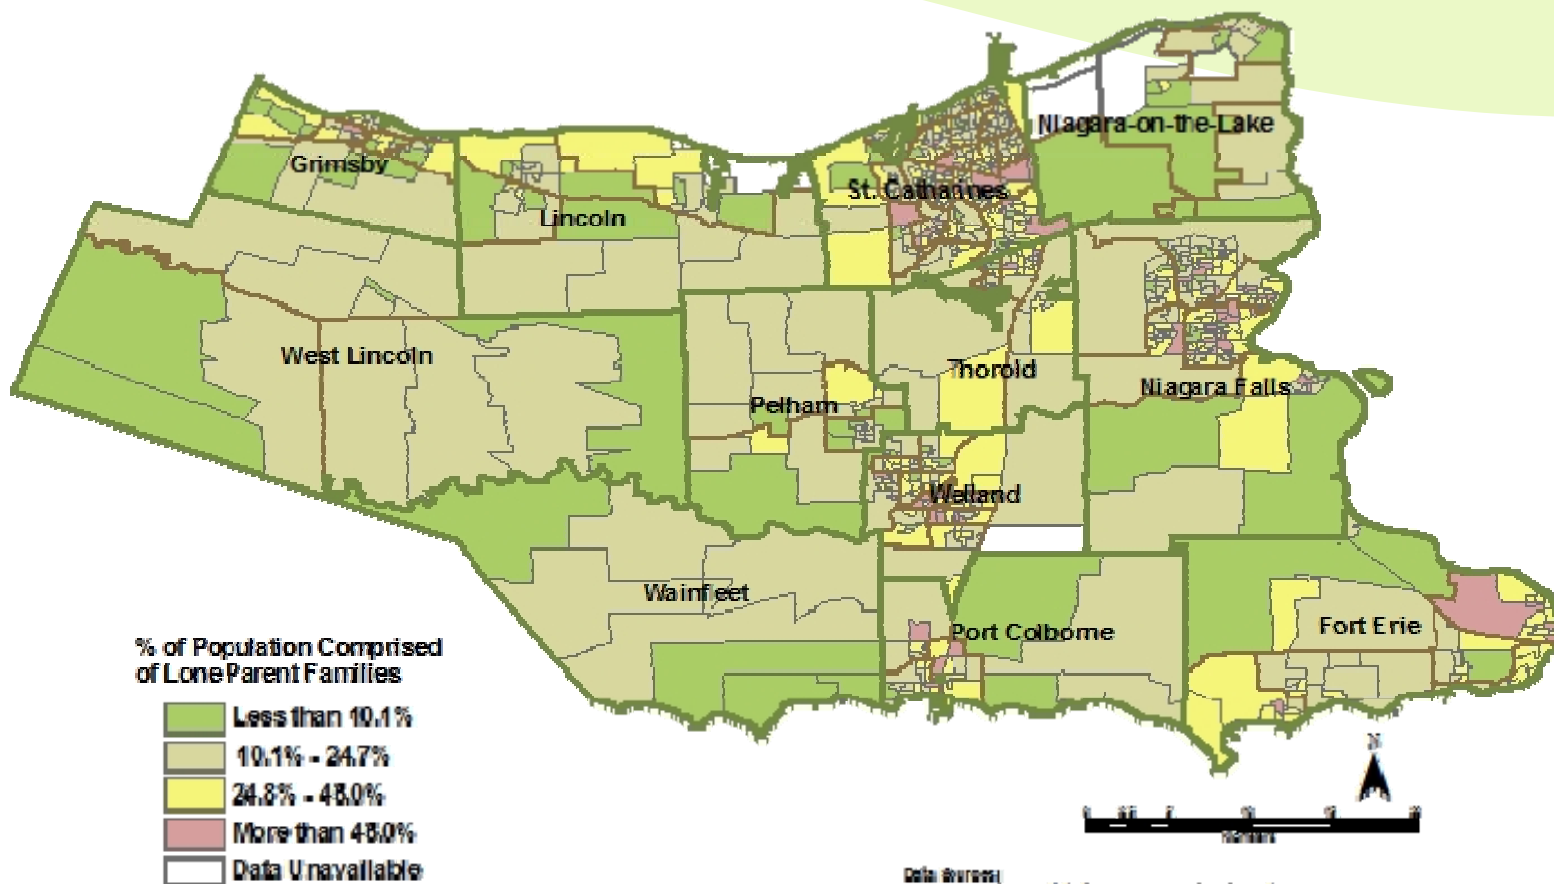 Niagara-on-the-Lake
Grimsby
St. Catharines
Lincoln
West Lincoln
Thorold
Niagara Falls
Pelham
Welland
Wainfleet
Port Colborne
Fort Erie
% of Population Comprised
of Lone Parent Families
Less than 10.1%
10.1% - 24.7%
24.8% - 48.0%
More than 48.0%
Data Unavailable
N
Data Sources: